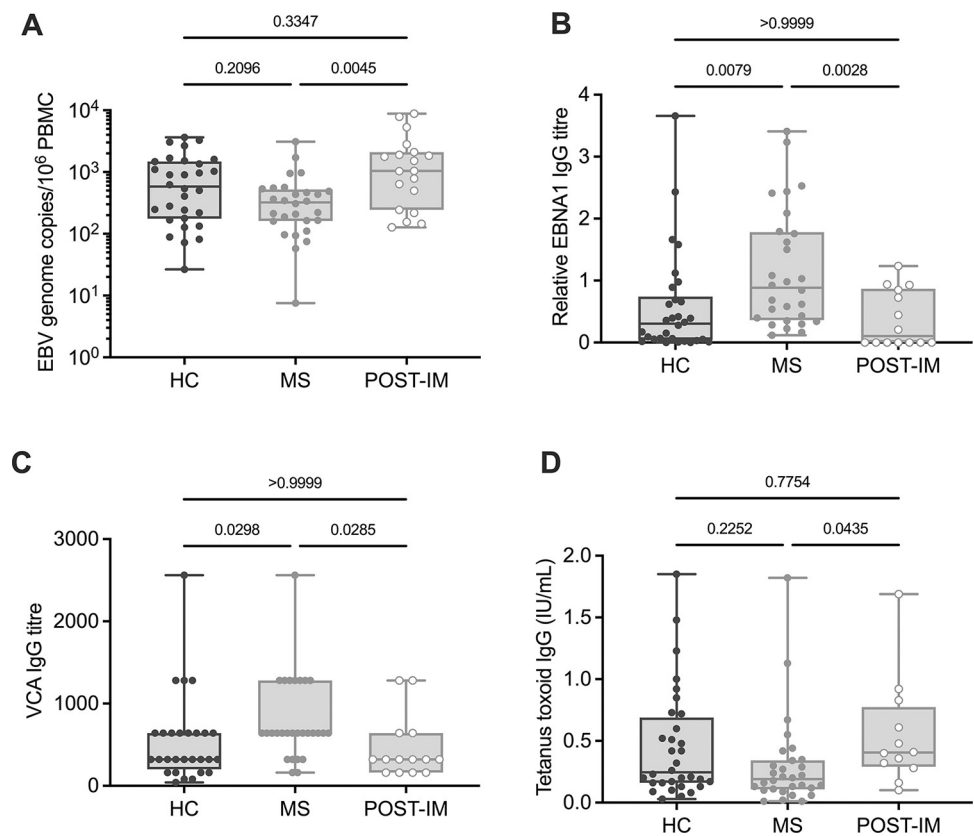 A
0.3347
0.2096 0.0045
EBV genome copies/10⁶ PBMC
10⁴
10³
10²
10¹
10⁰
HC MS POST-IM
B
>0.9999
0.0079 0.0028
Relative EBNA1 IgG titre
4
3
2
1
0
HC MS POST-IM
C
>0.9999
0.0298 0.0285
VCA IgG titre
3000
2000
1000
0
HC MS POST-IM
D
0.7754
0.2252 0.0435
Tetanus toxoid IgG (IU/mL)
2.0
1.5
1.0
0.5
0.0
HC MS POST-IM